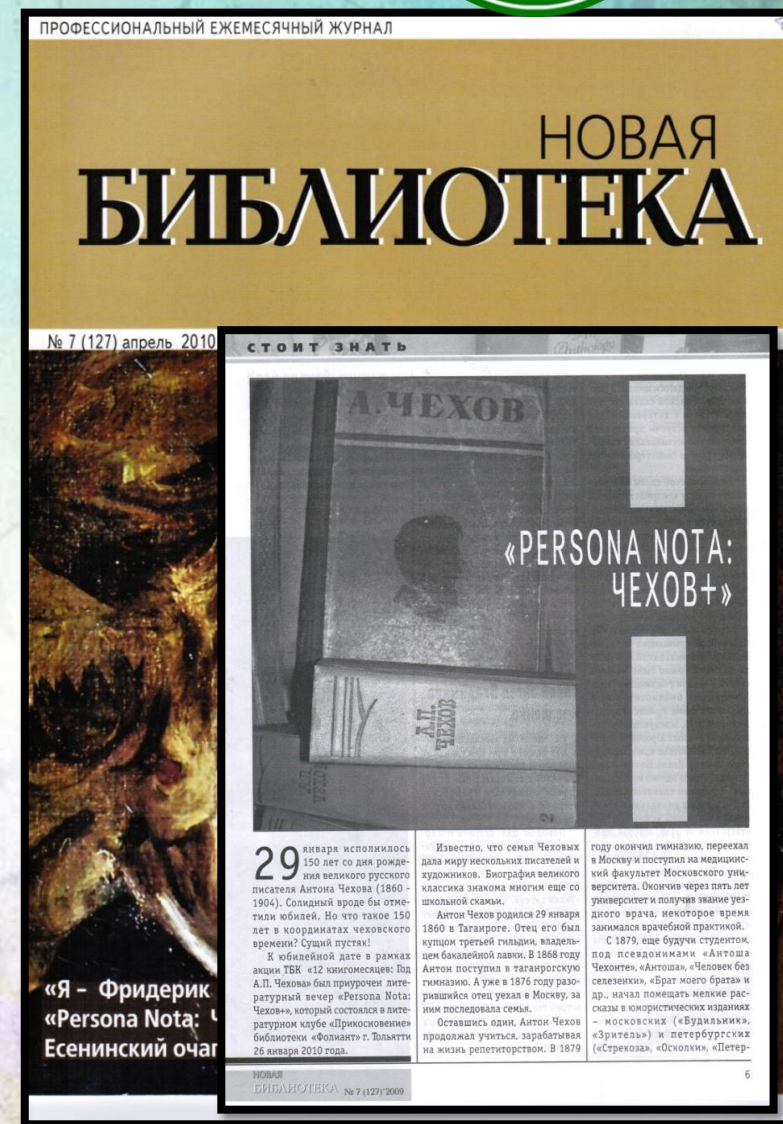 ПРОФЕССИОНАЛЬНЫЙ ЕЖЕМЕСЯЧНЫЙ ЖУРНАЛ
НОВАЯ
БИБЛИОТЕКА
№ 7 (127) апрель 2010
«Я – Фридерик
«Persona Nota: Ч
Есенинский очаг
СТОИТ ЗНАТЬ
А.ЧЕХОВ
А.П.
ЧЕХОВ
А.П.
ЧЕХОВ
2
«PERSONA NOTA:
ЧЕХОВ+»
29 января исполнилось
150 лет со дня рожде-
ния великого русского
писателя Антона Чехова (1860 -
1904). Солидный вроде бы отме-
тили юбилей. Но что такое 150
лет в координатах чеховского
времени? Сущий пустяк!
К юбилейной дате в рамках
акции ТБК «12 книгомесяцев: Год
А.П. Чехова» был приурочен лите-
ратурный вечер «Persona Nota:
Чехов+», который состоялся в лите-
ратурном клубе «Прикосновение»
библиотеки «Фолиант» г. Тольятти
26 января 2010 года.
Известно, что семья Чеховых
дала миру нескольких писателей и
художников. Биография великого
классика знакома многим еще со
школьной скамьи.
Антон Чехов родился 29 января
1860 в Таганроге. Отец его был
купцом третьей гильдии, владель-
цем бакалейной лавки. В 1868 году
Антон поступил в таганрогскую
гимназию. А уже в 1876 году разо-
рившийся отец уехал в Москву, за
ним последовала семья.
Оставшись один, Антон Чехов
продолжал учиться, зарабатывая
на жизнь репетиторством. В 1879
году окончил гимназию, переехал
в Москву и поступил на медицинс-
кий факультет Московского уни-
верситета. Окончив через пять лет
университет и получив звание уез-
дного врача, некоторое время
занимался врачебной практикой.
С 1879, еще будучи студентом,
под псевдонимами «Антоша
Чехонте», «Антоша», «Человек без
селезенки», «Брат моего брата» и
др., начал помещать мелкие рас-
сказы в юмористических изданиях
– московских («Будильник»,
«Зритель») и петербургских
(«Стрекоза», «Осколки», «Петер-
НОВАЯ
БИБЛИОТЕКА № 7 (127)'2009
6